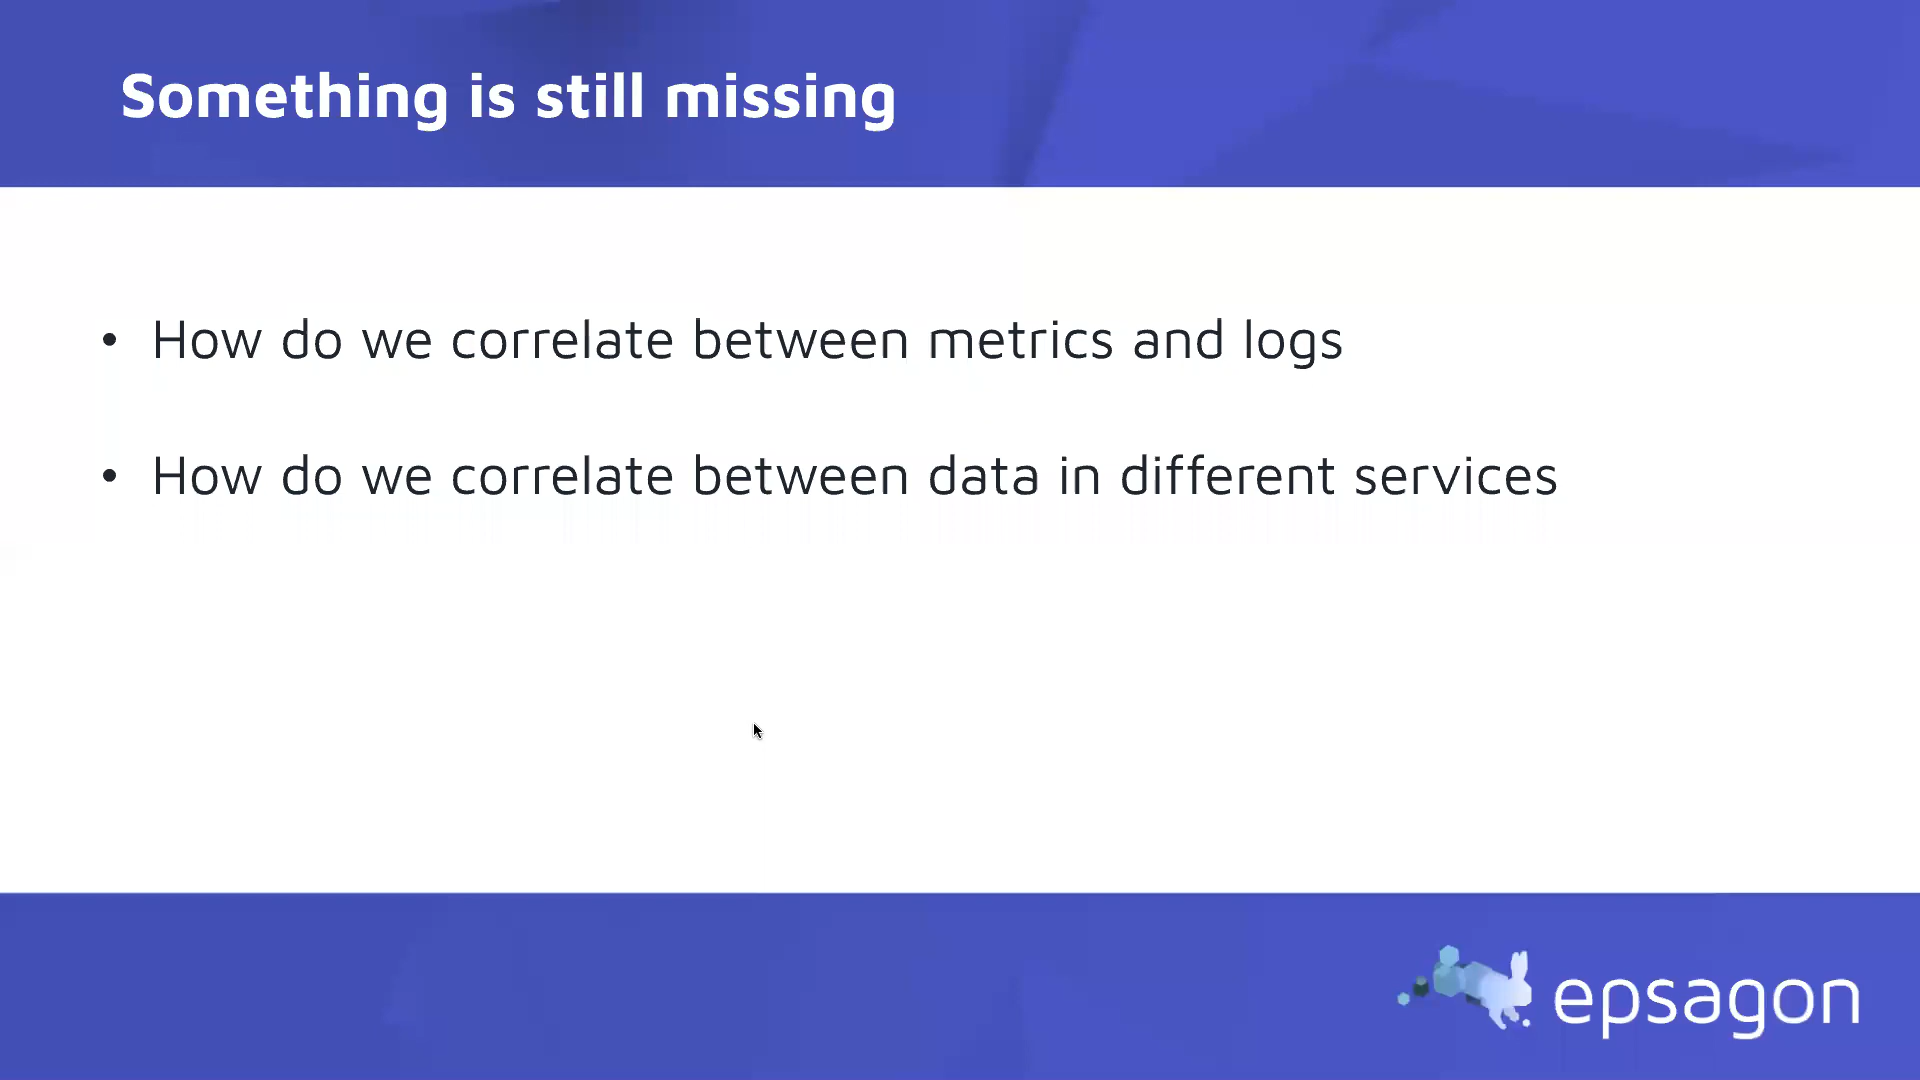 Something is still missing
• How do we correlate between metrics and logs
• How do we correlate between data in different services
epsagon